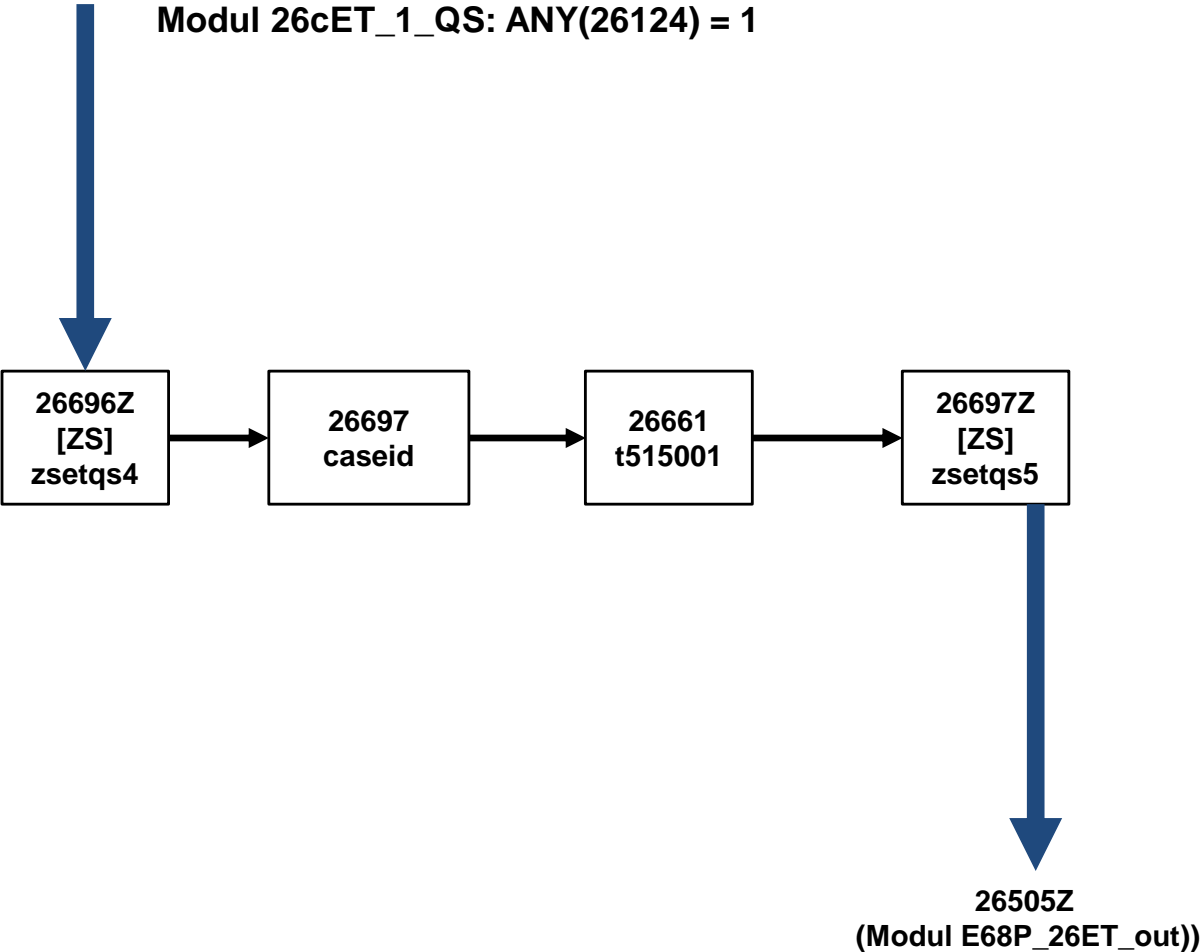 Modul 26cET_1_QS: ANY(26124) = 1
26696Z
[ZS]
zsetqs4
26697
caseid
26661
t515001
26697Z
[ZS]
zsetqs5
26505Z
(Modul E68P_26ET_out))